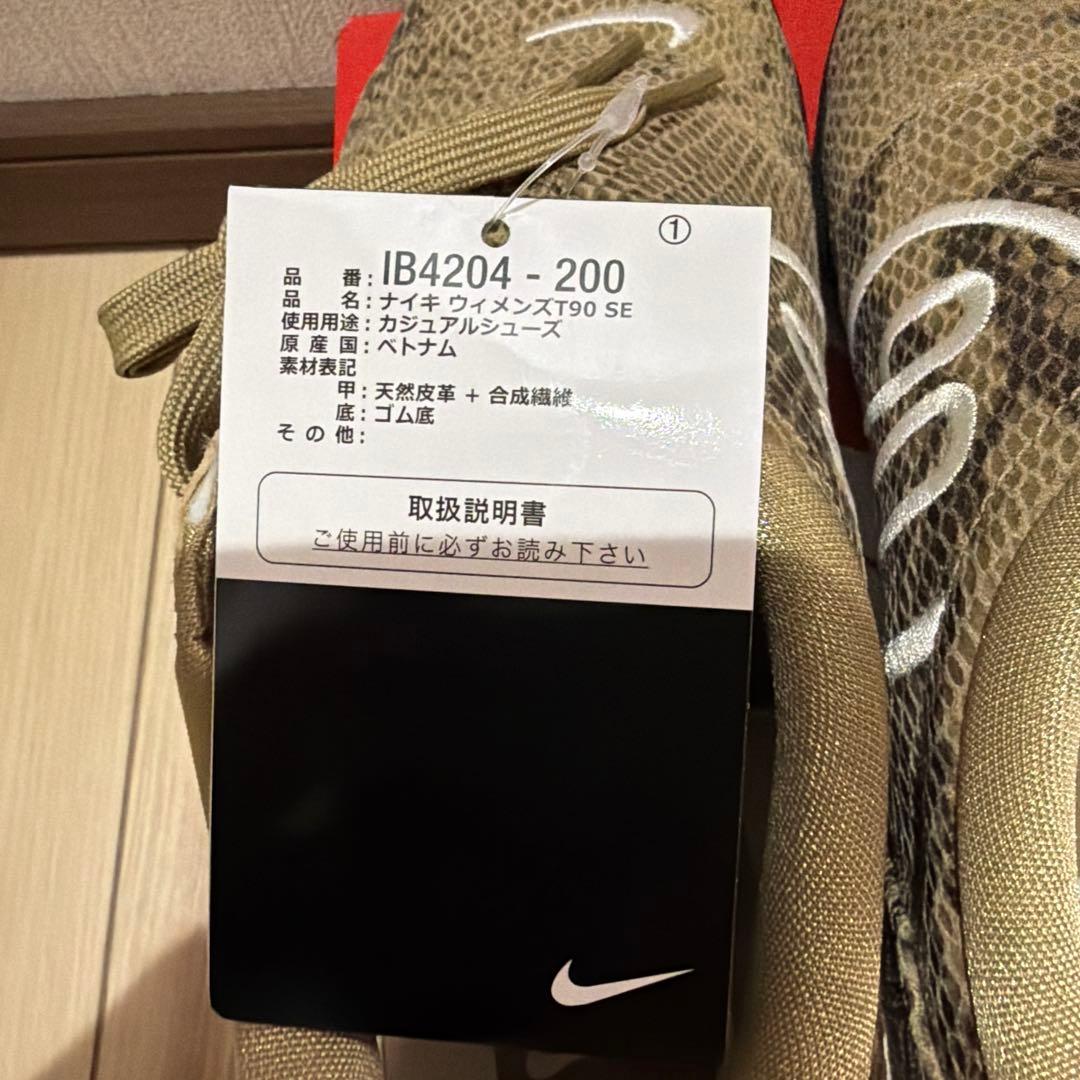 ①
品番：IB4204 - 200
品名：ナイキ ウィメンズT90 SE
使用用途：カジュアルシューズ
原産国：ベトナム
素材表記
甲：天然皮革 + 合成繊維
底：ゴム底
その他：
取扱説明書
ご使用前に必ずお読み下さい